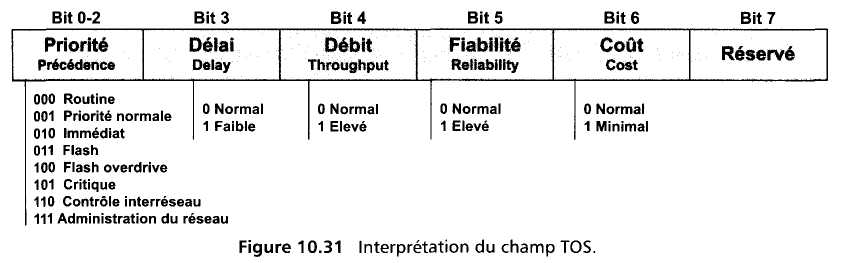 Bit 0-2 Bit 3 Bit 4 Bit 5 Bit 6 Bit 7
Priorité Délai Débit Fiabilité Coût Réservé
Précédence Delay Throughput Reliability Cost
000 Routine
001 Priorité normale
010 Immédiat
011 Flash
100 Flash overdrive
101 Critique
110 Contrôle interréseau
111 Administration du réseau
0 Normal
1 Faible
0 Normal
1 Elevé
0 Normal
1 Elevé
0 Normal
1 Minimal
Figure 10.31 Interprétation du champ TOS.